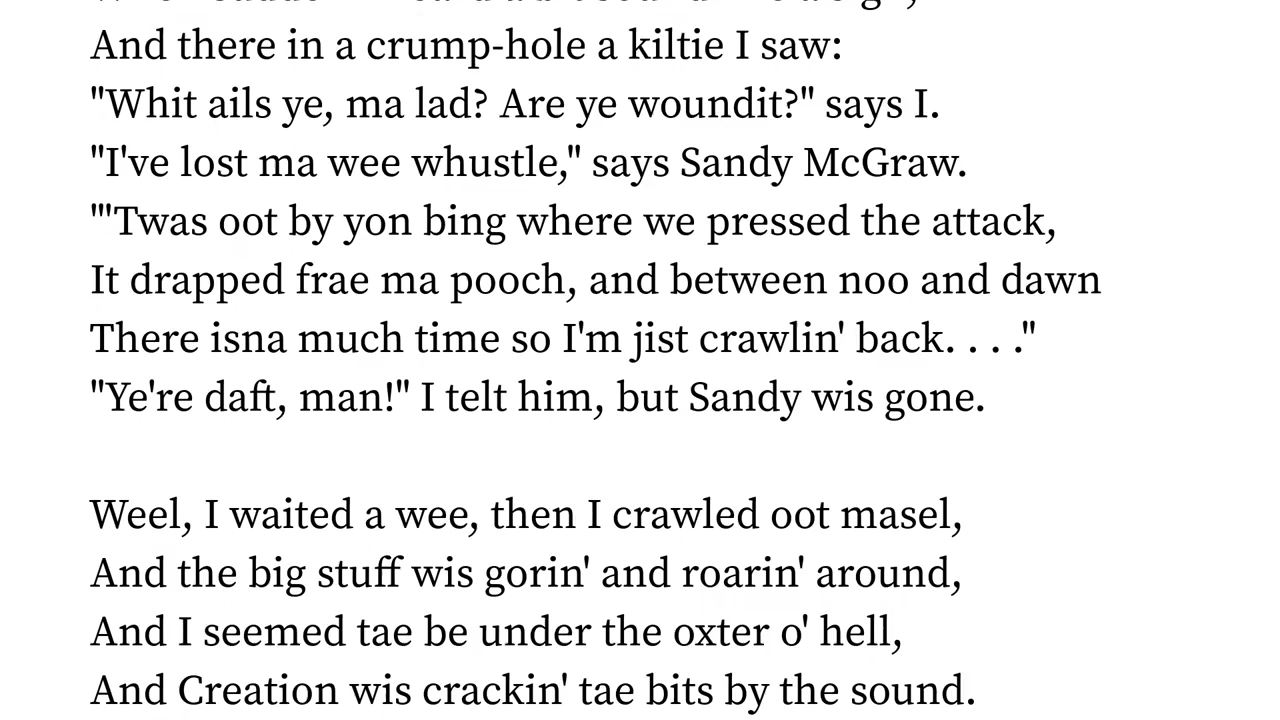 And there in a crump-hole a kiltie I saw:
"Whit ails ye, ma lad? Are ye woundit?" says I.
"I've lost ma wee whustle," says Sandy McGraw.
"'Twas oot by yon bing where we pressed the attack,
It drapped frae ma pooch, and between noo and dawn
There isna much time so I'm jist crawlin' back. . . ."
"Ye're daft, man!" I telt him, but Sandy wis gone.

Weel, I waited a wee, then I crawled oot masel,
And the big stuff wis gorin' and roarin' around,
And I seemed tae be under the oxter o' hell,
And Creation wis crackin' tae bits by the sound.